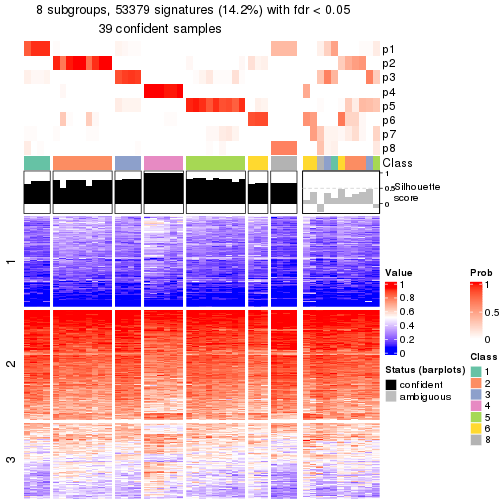 8 subgroups, 53379 signatures (14.2%) with fdr < 0.05
39 confident samples
p1
p2
p3
p4
p5
p6
p7
p8
Class
1
0.5
0
Silhouette
score
1
2
3
Value
1
0.8
0.6
0.4
0.2
0
Status (barplots)
confident
ambiguous
Prob
1
0.5
0
Class
1
2
3
4
5
6
8